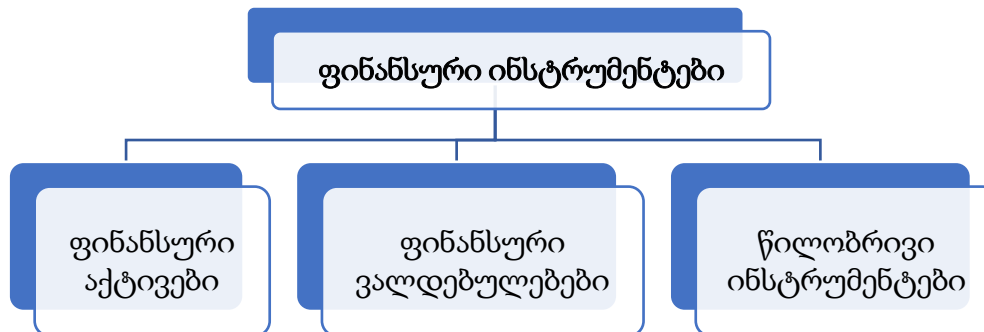 ფინანსური ინსტრუმენტები
ფინანსური
აქტივები
ფინანსური
ვალდებულებები
წილობრივი
ინსტრუმენტები